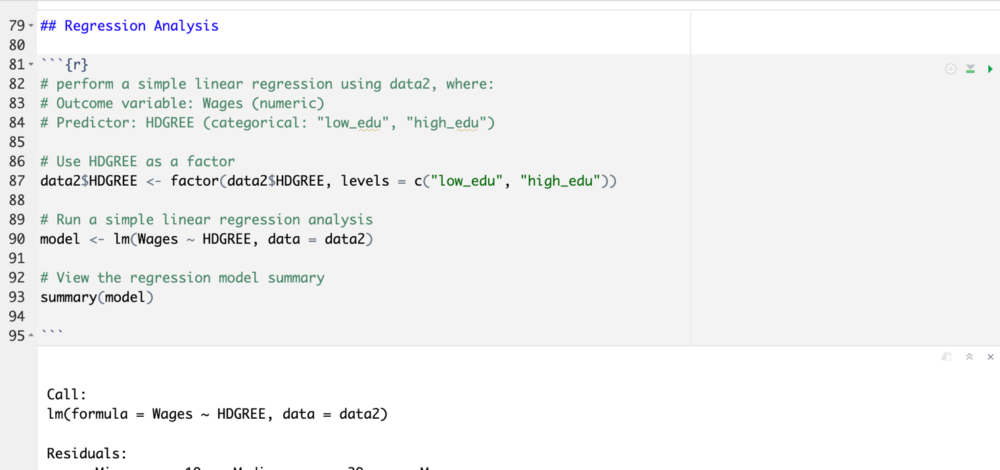 79 ## Regression Analysis
80
81 ```{r}
82 # perform a simple linear regression using data2, where:
83 # Outcome variable: Wages (numeric)
84 # Predictor: HDGREE (categorical: "low_edu", "high_edu")
85
86 # Use HDGREE as a factor
87 data2$HDGREE <- factor(data2$HDGREE, levels = c("low_edu", "high_edu"))
88
89 # Run a simple linear regression analysis
90 model <- lm(Wages ~ HDGREE, data = data2)
91
92 # View the regression model summary
93 summary(model)
94
95 ```
Call:
lm(formula = Wages ~ HDGREE, data = data2)
Residuals: